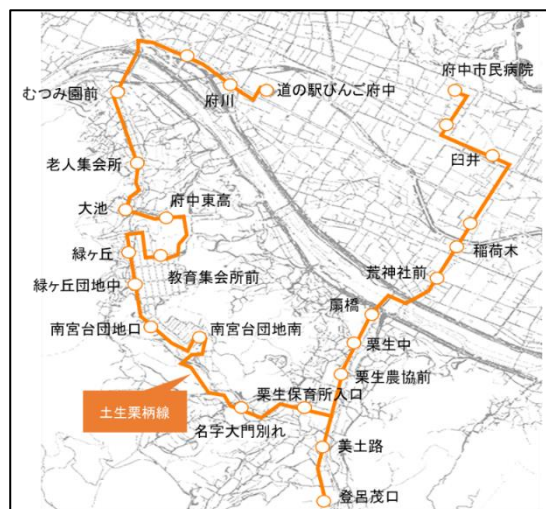 府中市民病院
道の駅びんご府中
府川
むつみ園前
臼井
老人集会所
府中東高
大池
稲荷木
荒神社前
緑ヶ丘
教育集会所前
緑ヶ丘団地中
扇橋
南宮台団地口
南宮台団地南
栗生中
栗生農協前
土生栗柄線
栗生保育所入口
名字大門別れ
美土路
登呂茂口